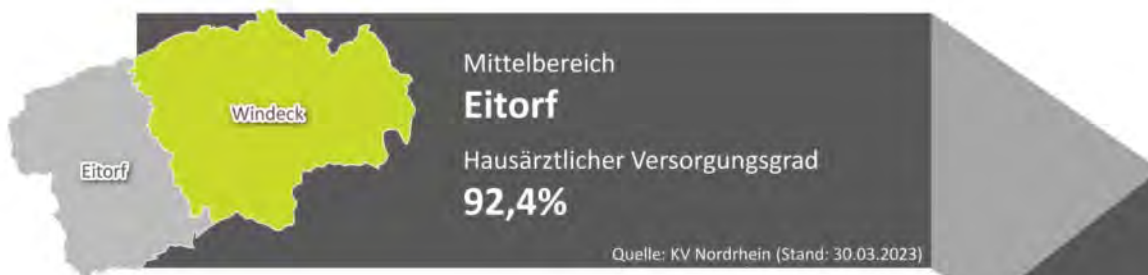 Windeck
Eitorf
Mittelbereich
Eitorf
Hausärztlicher Versorgungsgrad
92,4%
Quelle: KV Nordrhein (Stand: 30.03.2023)